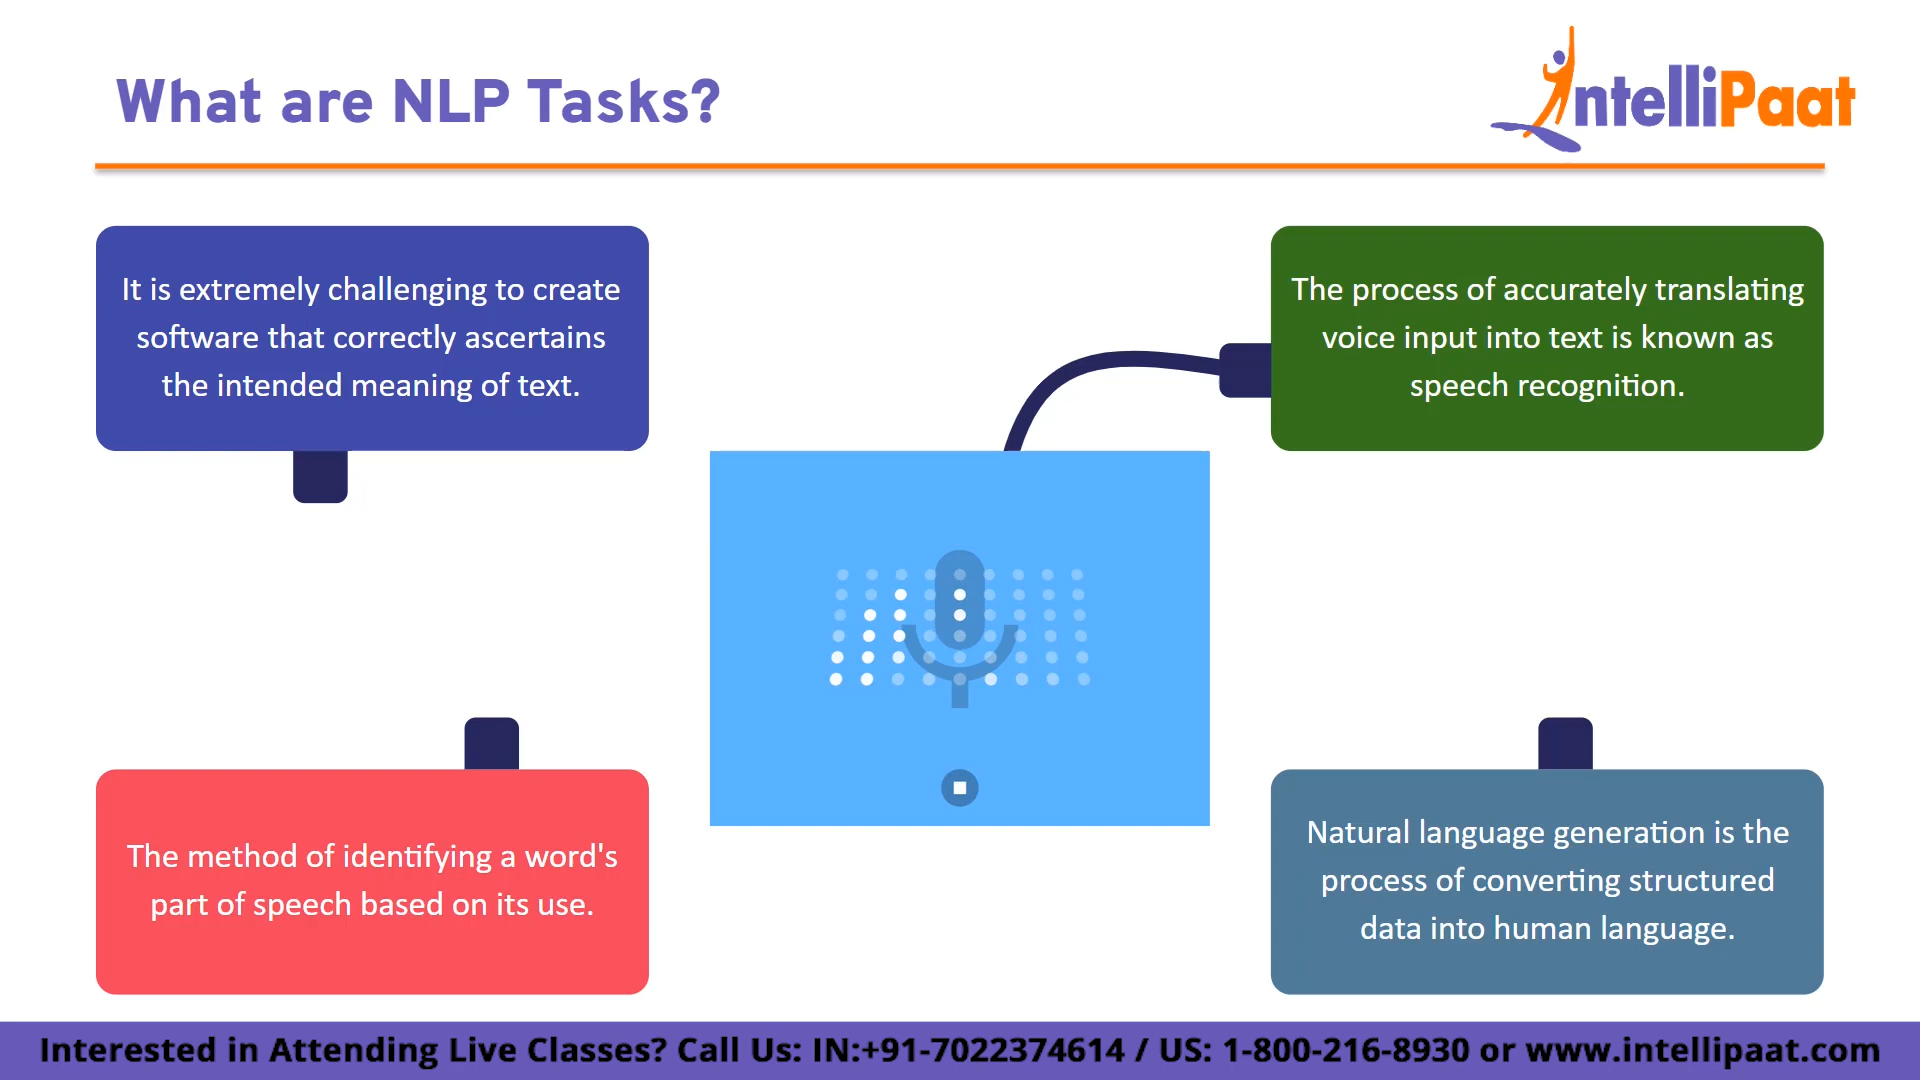 What are NLP Tasks?
IntelliPaat
It is extremely challenging to create
software that correctly ascertains
the intended meaning of text.
The process of accurately translating
voice input into text is known as
speech recognition.
The method of identifying a word's
part of speech based on its use.
Natural language generation is the
process of converting structured
data into human language.
Interested in Attending Live Classes? Call Us: IN:+91-7022374614 / US: 1-800-216-8930 or www.intellipaat.com